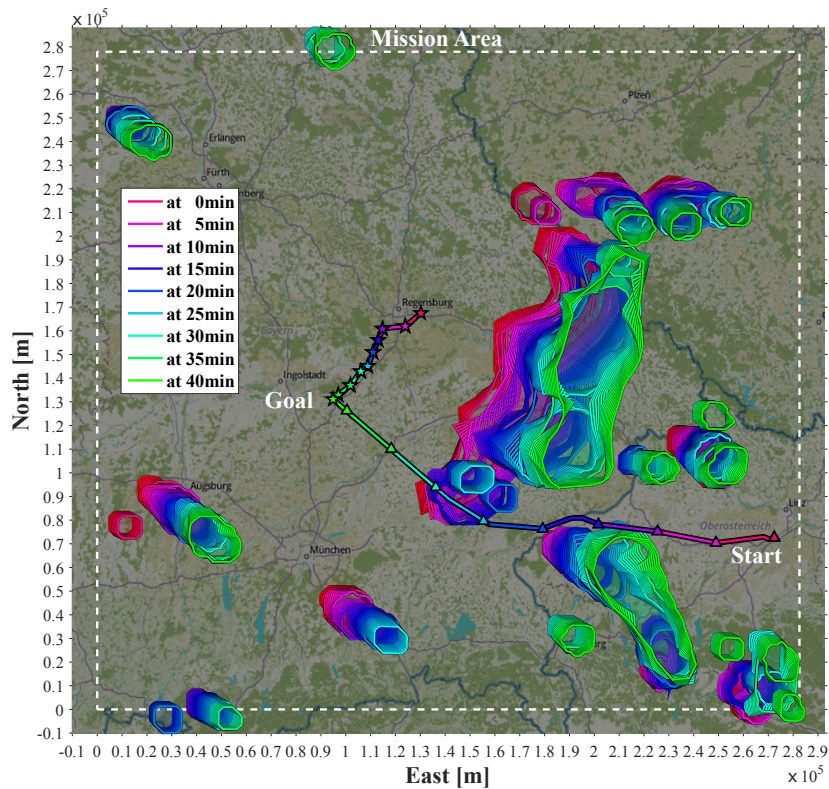 × 10⁵
2.8
2.7
2.6
2.5
2.4
2.3
2.2
2.1
2
1.9
1.8
1.7
1.6
1.5
1.4
1.3
1.2
1.1
1
0.9
0.8
0.7
0.6
0.5
0.4
0.3
0.2
0.1
0
-0.1
North [m]
Mission Area
Plzeň
Erlangen
Fürth
at 0min
at 5min
at 10min
at 15min
at 20min
at 25min
at 30min
at 35min
at 40min
Regensburg
Bayern
Ingolstadt
Goal
Augsburg
München
Linz
Oberösterreich
Start
-0.1 0 0.1 0.2 0.3 0.4 0.5 0.6 0.7 0.8 0.9 1 1.1 1.2 1.3 1.4 1.5 1.6 1.7 1.8 1.9 2 2.1 2.2 2.3 2.4 2.5 2.6 2.7 2.8 2.9
East [m]
× 10⁵